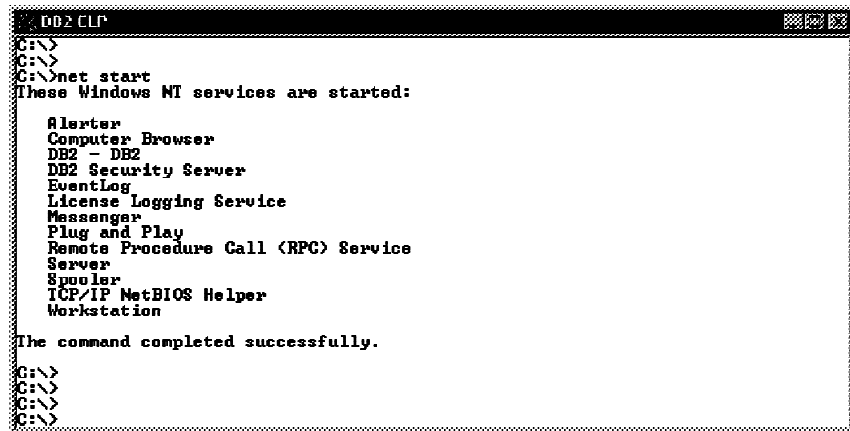 DB2 CLP
C:\>
C:\>
C:\>net start
These Windows NT services are started:
Alerter
Computer Browser
DB2 - DB2
DB2 Security Server
EventLog
License Logging Service
Messenger
Plug and Play
Remote Procedure Call (RPC) Service
Server
Spooler
TCP/IP NetBIOS Helper
Workstation
The command completed successfully.
C:\>
C:\>
C:\>
C:\>